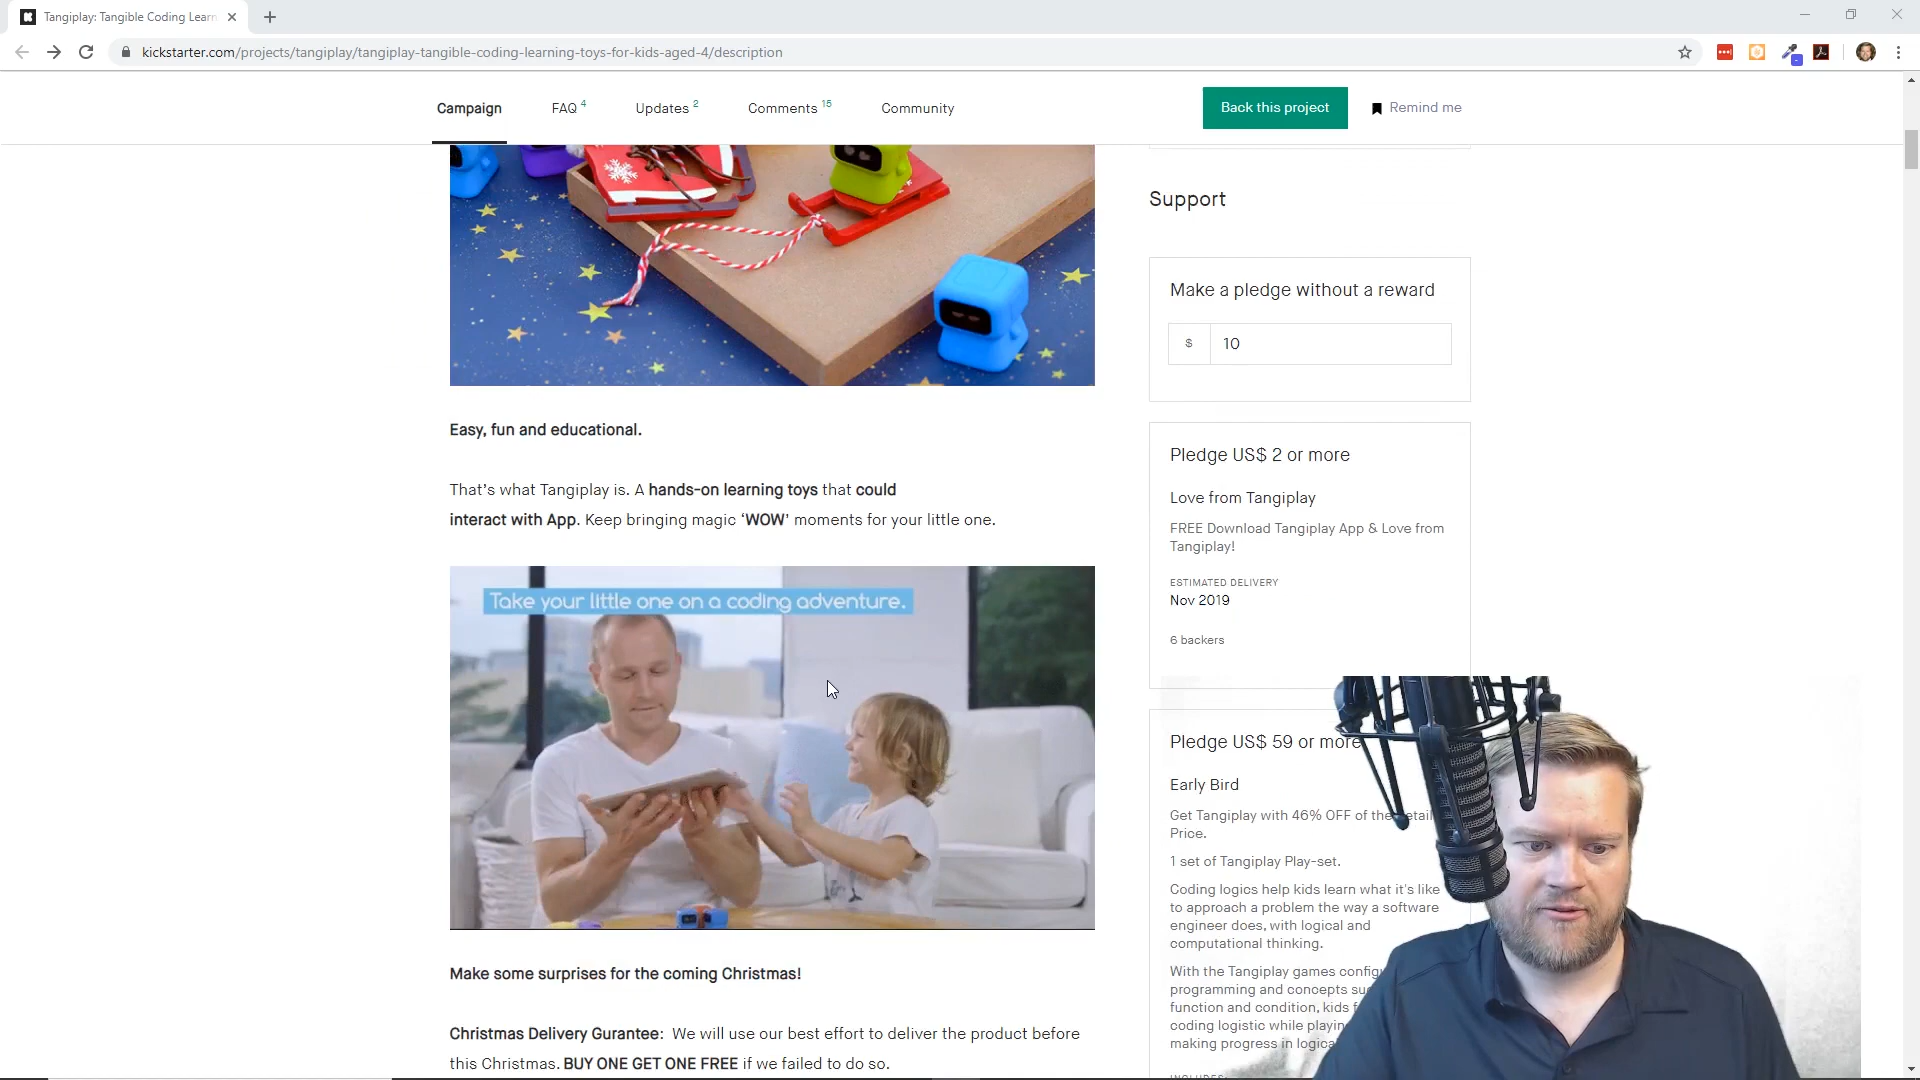 Tangiplay: Tangible Coding Learn
kickstarter.com/projects/tangiplay/tangiplay-tangible-coding-learning-toys-for-kids-aged-4/description
Campaign
FAQ 4
Updates 2
Comments 15
Community
Back this project
Remind me
Easy, fun and educational.
That's what Tangiplay is. A hands-on learning toys that could
interact with App. Keep bringing magic ‘WOW’ moments for your little one.
Take your little one on a coding adventure.
Make some surprises for the coming Christmas!
Christmas Delivery Gurantee: We will use our best effort to deliver the product before
this Christmas. BUY ONE GET ONE FREE if we failed to do so.
Support
Make a pledge without a reward
$ 10
Pledge US$ 2 or more
Love from Tangiplay
FREE Download Tangiplay App & Love from
Tangiplay!
ESTIMATED DELIVERY
Nov 2019
6 backers
Pledge US$ 59 or more
Early Bird
Get Tangiplay with 46% OFF of the
Price.
1 set of Tangiplay Play-set.
Coding logics help kids learn what it's like
to approach a problem the way a software
engineer does, with logical and
computational thinking.
With the Tangiplay games
programming and concepts
function and condition, kids
coding logistic while
making progress in